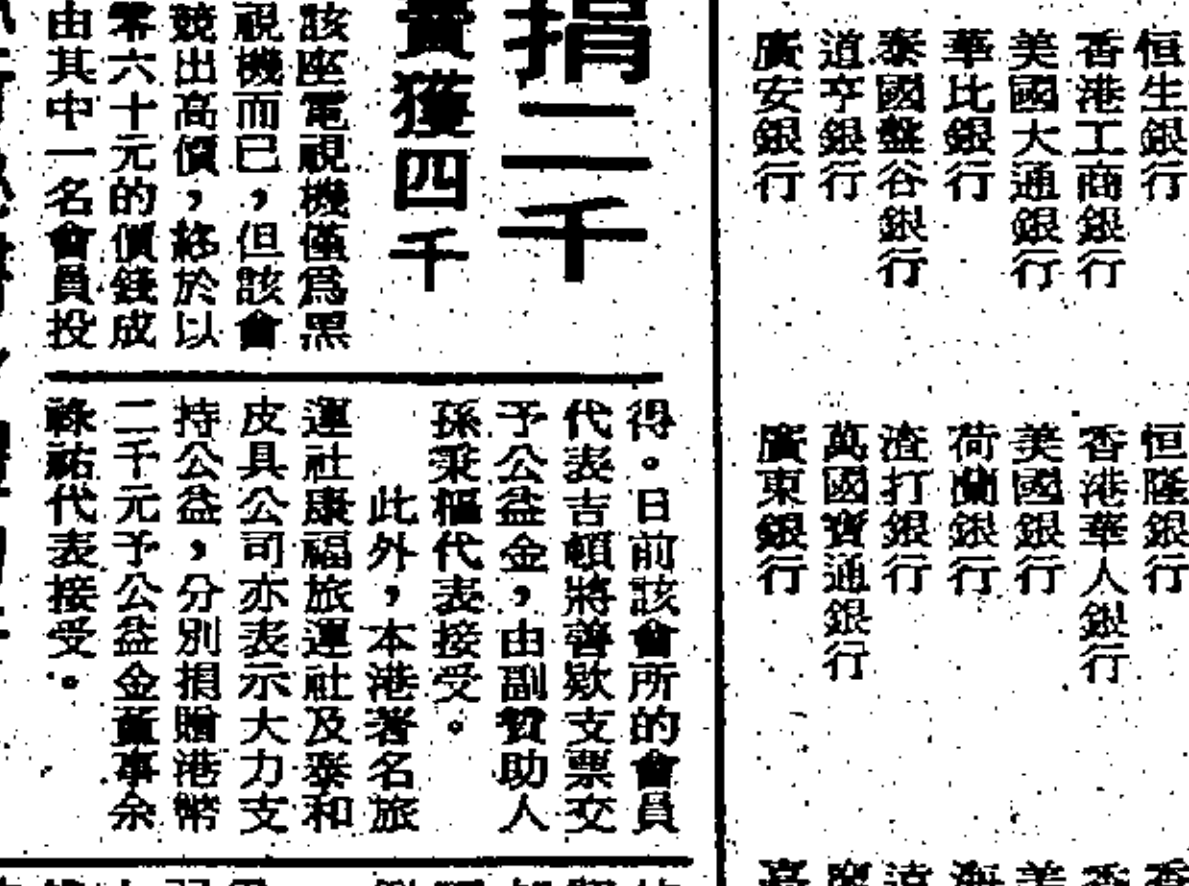 恒生銀行
香港工商銀行
美國大通銀行
華比銀行
泰國盤谷銀行
道亨銀行
廣安銀行
恒隆銀行
香港華人銀行
美國銀行
荷蘭銀行
渣打銀行
萬國寶通銀行
廣東銀行
捐二千
賣獲四千
該座電視機僅爲黑
視機而已，但該會
競出高價，終於以
零六十元的價錢成
由其中一名會員投
得。日前該會所的會員
代表吉頓將善欵支票交
予公益金，由副贊助人
孫秉樞代表接受。
此外，本港著名旅
運社康福旅運社及泰和
皮具公司亦表示大力支
持公益，分別捐贈港幣
二千元予公益金董事余
祿祐代表接受。